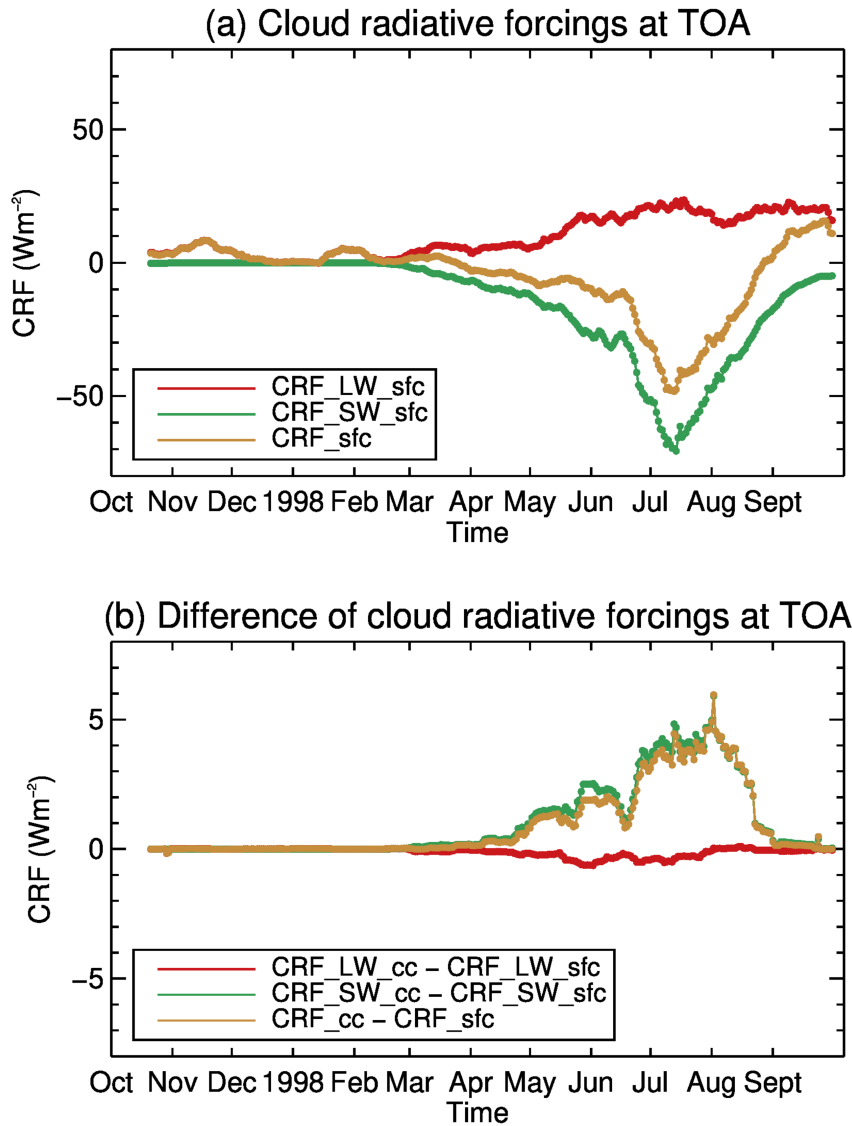 (a) Cloud radiative forcings at TOA
CRF (Wm⁻²)
50
0
−50
CRF_LW_sfc
CRF_SW_sfc
CRF_sfc
Oct Nov Dec 1998 Feb Mar Apr May Jun Jul Aug Sept
Time
(b) Difference of cloud radiative forcings at TOA
CRF (Wm⁻²)
5
0
−5
CRF_LW_cc − CRF_LW_sfc
CRF_SW_cc − CRF_SW_sfc
CRF_cc − CRF_sfc
Oct Nov Dec 1998 Feb Mar Apr May Jun Jul Aug Sept
Time